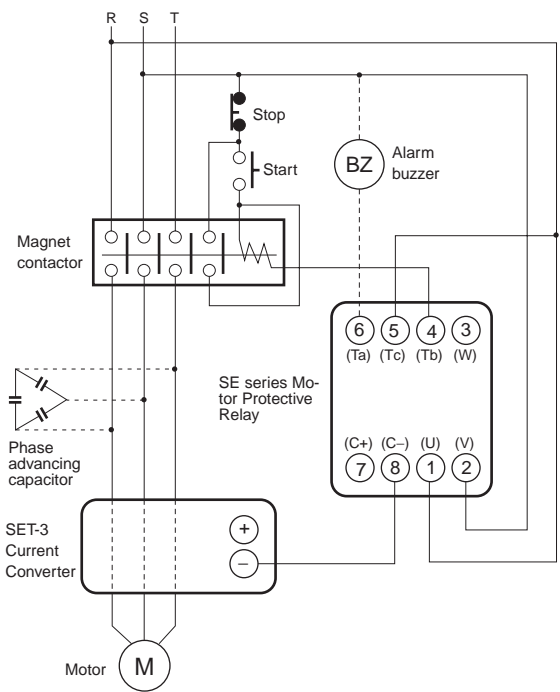 R S T
Stop
Start
BZ
Alarm
buzzer
Magnet
contactor
6 5 4 3
(Ta) (Tc) (Tb) (W)
SE series Mo-
tor Protective
Relay
(C+) (C−) (U) (V)
7 8 1 2
Phase
advancing
capacitor
SET-3
Current
Converter
+
−
Motor
M